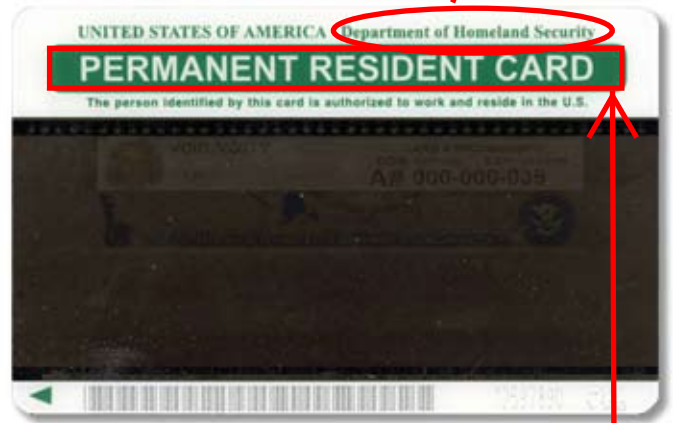 UNITED STATES OF AMERICA Department of Homeland Security
PERMANENT RESIDENT CARD
The person identified by this card is authorized to work and reside in the U.S.
A# 000-000-039